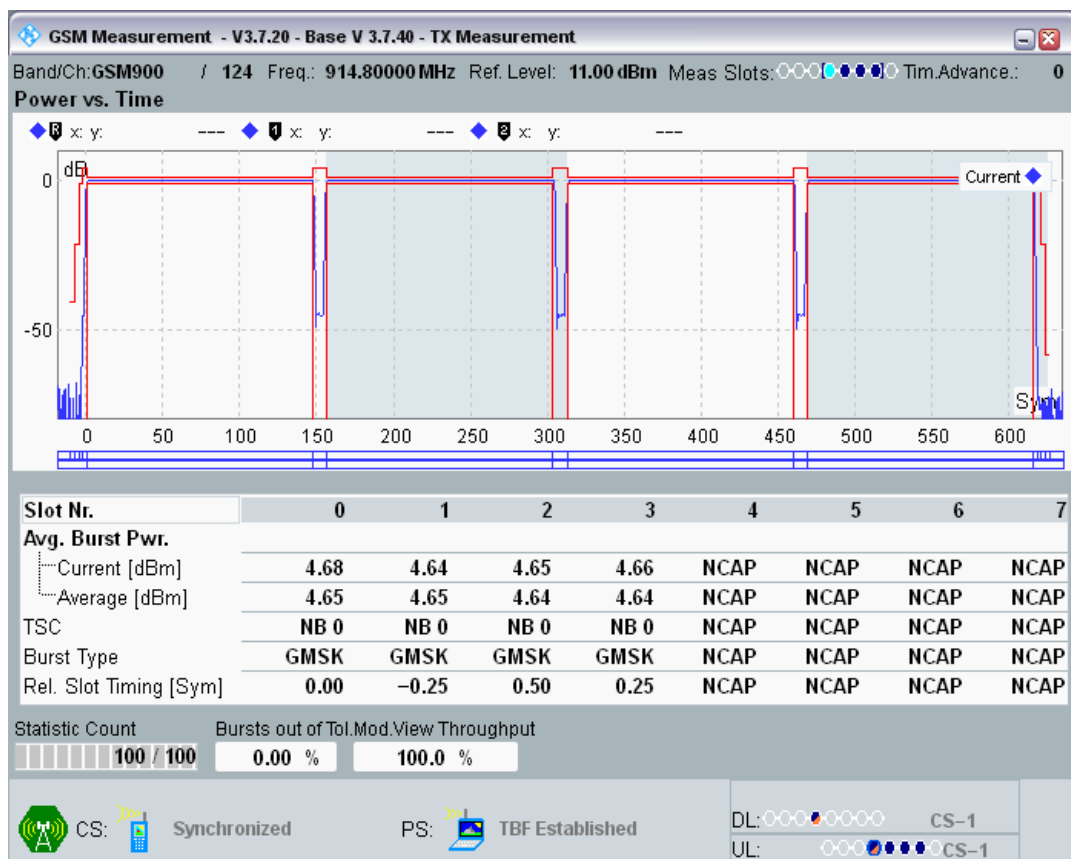 GSM Measurement - V3.7.20 - Base V 3.7.40 - TX Measurement
Band/Ch:GSM900 / 124 Freq.: 914.80000 MHz Ref. Level: 11.00 dBm Meas Slots: Tim.Advance.: 0
Power vs. Time
R x: y: --- 1 x: y: --- 2 x: y: ---
dB
Current
0
-50
Sym
0 50 100 150 200 250 300 350 400 450 500 550 600
Slot Nr. 0 1 2 3 4 5 6 7
Avg. Burst Pwr.
Current [dBm] 4.68 4.64 4.65 4.66 NCAP NCAP NCAP NCAP
Average [dBm] 4.65 4.65 4.64 4.64 NCAP NCAP NCAP NCAP
TSC NB 0 NB 0 NB 0 NB 0 NCAP NCAP NCAP NCAP
Burst Type GMSK GMSK GMSK GMSK NCAP NCAP NCAP NCAP
Rel. Slot Timing [Sym] 0.00 −0.25 0.50 0.25 NCAP NCAP NCAP NCAP
Statistic Count Bursts out of Tol. Mod.View Throughput
100 / 100 0.00 % 100.0 %
CS: Synchronized PS: TBF Established DL: CS−1
UL: CS−1